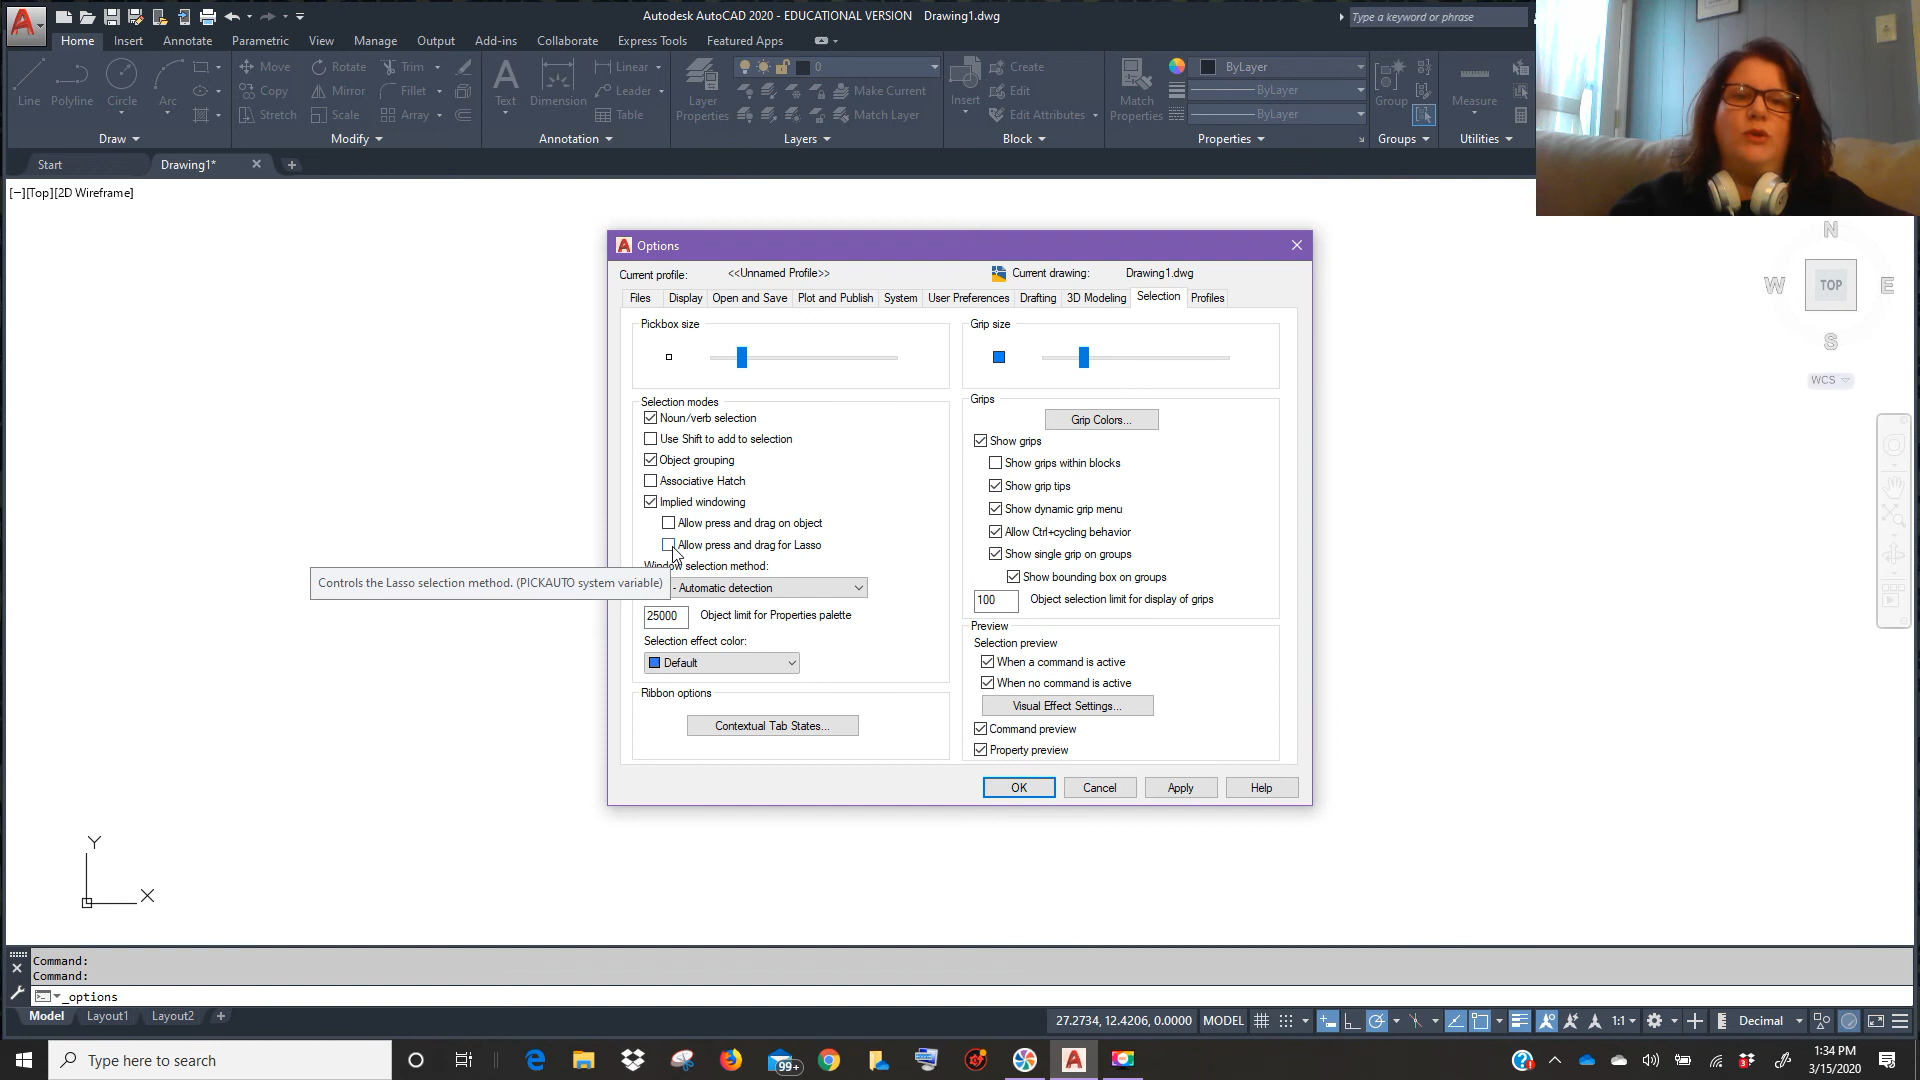 Autodesk AutoCAD 2020 - EDUCATIONAL VERSION Drawing1.dwg
Type a keyword or phrase
Home Insert Annotate Parametric View Manage Output Add-ins Collaborate Express Tools Featured Apps
Line Polyline Circle Arc
Move Rotate Trim
Copy Mirror Fillet
Stretch Scale Array
Text Dimension
Linear
Leader
Table
Layer Properties
0
Make Current
Match Layer
Insert
Create
Edit
Edit Attributes
Match Properties
ByLayer
ByLayer
ByLayer
Group
Measure
Draw Modify Annotation Layers Block Properties Groups Utilities
Start Drawing1*
[−][Top][2D Wireframe]
N
W TOP E
S
WCS
Options
Current profile: <<Unnamed Profile>> Current drawing: Drawing1.dwg
Files Display Open and Save Plot and Publish System User Preferences Drafting 3D Modeling Selection Profiles
Pickbox size
Selection modes
Noun/verb selection
Use Shift to add to selection
Object grouping
Associative Hatch
Implied windowing
Allow press and drag on object
Allow press and drag for Lasso
Window selection method:
- Automatic detection
Controls the Lasso selection method. (PICKAUTO system variable)
25000 Object limit for Properties palette
Selection effect color:
Default
Ribbon options
Contextual Tab States...
Grip size
Grips
Grip Colors...
Show grips
Show grips within blocks
Show grip tips
Show dynamic grip menu
Allow Ctrl+cycling behavior
Show single grip on groups
Show bounding box on groups
100 Object selection limit for display of grips
Preview
Selection preview
When a command is active
When no command is active
Visual Effect Settings...
Command preview
Property preview
OK Cancel Apply Help
Y
X
Command:
Command:
_options
Model Layout1 Layout2
27.2734, 12.4206, 0.0000 MODEL 1:1 Decimal
Type here to search
99+
3
1:34 PM
3/15/2020